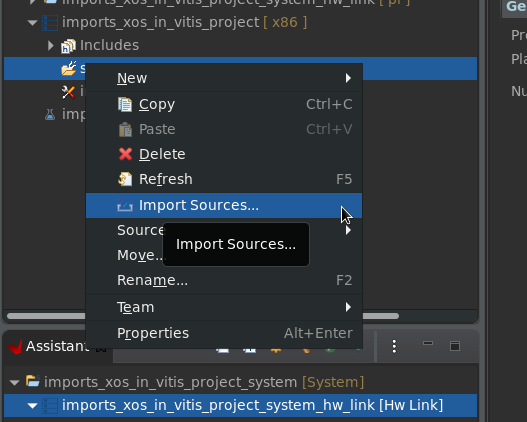 imports_xos_in_vitis_project_system_hw_link [ pl ]
imports_xos_in_vitis_project [ x86 ]
Includes
s
New
Copy Ctrl+C
Paste Ctrl+V
Delete
Refresh F5
Import Sources...
Source
Import Sources...
Move...
Rename... F2
Team
Properties Alt+Enter
imp
Ge
Pr
Pla
Nu
Assistant
imports_xos_in_vitis_project_system [System]
imports_xos_in_vitis_project_system_hw_link [Hw Link]